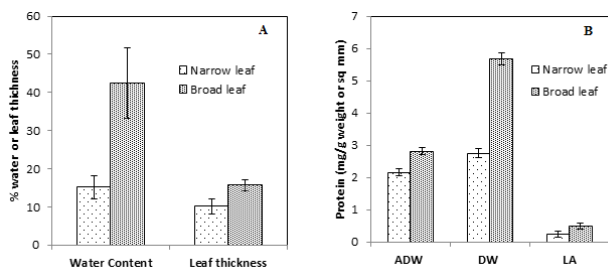 A
% water or leaf thichness
60
50
40
30
20
10
0
Narrow leaf
Broad leaf
Water Content
Leaf thickness
B
Protein (mg/g weight or sq mm)
7
6
5
4
3
2
1
0
Narrow leaf
Broad leaf
ADW
DW
LA